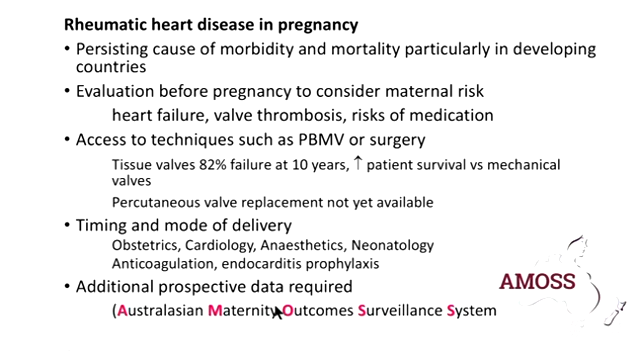 Rheumatic heart disease in pregnancy
• Persisting cause of morbidity and mortality particularly in developing
countries
• Evaluation before pregnancy to consider maternal risk
heart failure, valve thrombosis, risks of medication
• Access to techniques such as PBMV or surgery
Tissue valves 82% failure at 10 years, ↑ patient survival vs mechanical
valves
Percutaneous valve replacement not yet available
• Timing and mode of delivery
Obstetrics, Cardiology, Anaesthetics, Neonatology
Anticoagulation, endocarditis prophylaxis
• Additional prospective data required
(Australasian Maternity Outcomes Surveillance System
AMOSS